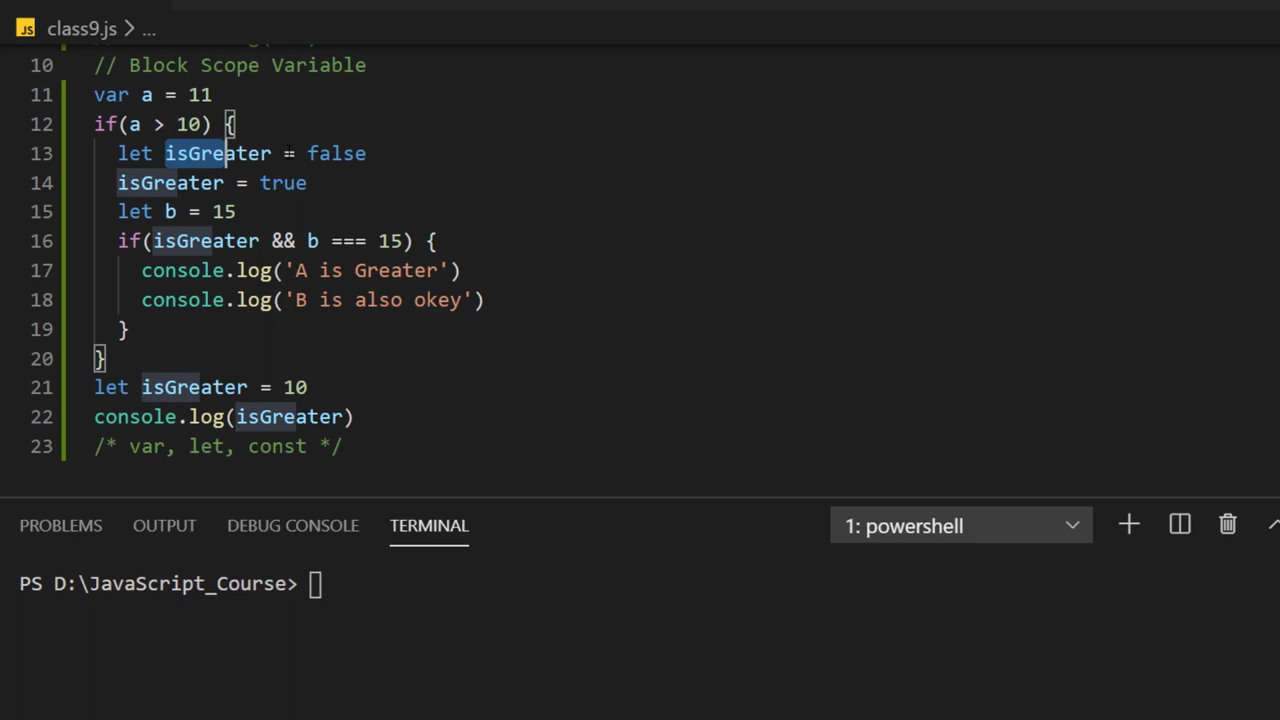 JS class9.js > ...
10 // Block Scope Variable
11 var a = 11
12 if(a > 10) {
13 let isGreater = false
14 isGreater = true
15 let b = 15
16 if(isGreater && b === 15) {
17 console.log('A is Greater')
18 console.log('B is also okey')
19 }
20 }
21 let isGreater = 10
22 console.log(isGreater)
23 /* var, let, const */
PROBLEMS OUTPUT DEBUG CONSOLE TERMINAL 1: powershell
PS D:\JavaScript_Course>